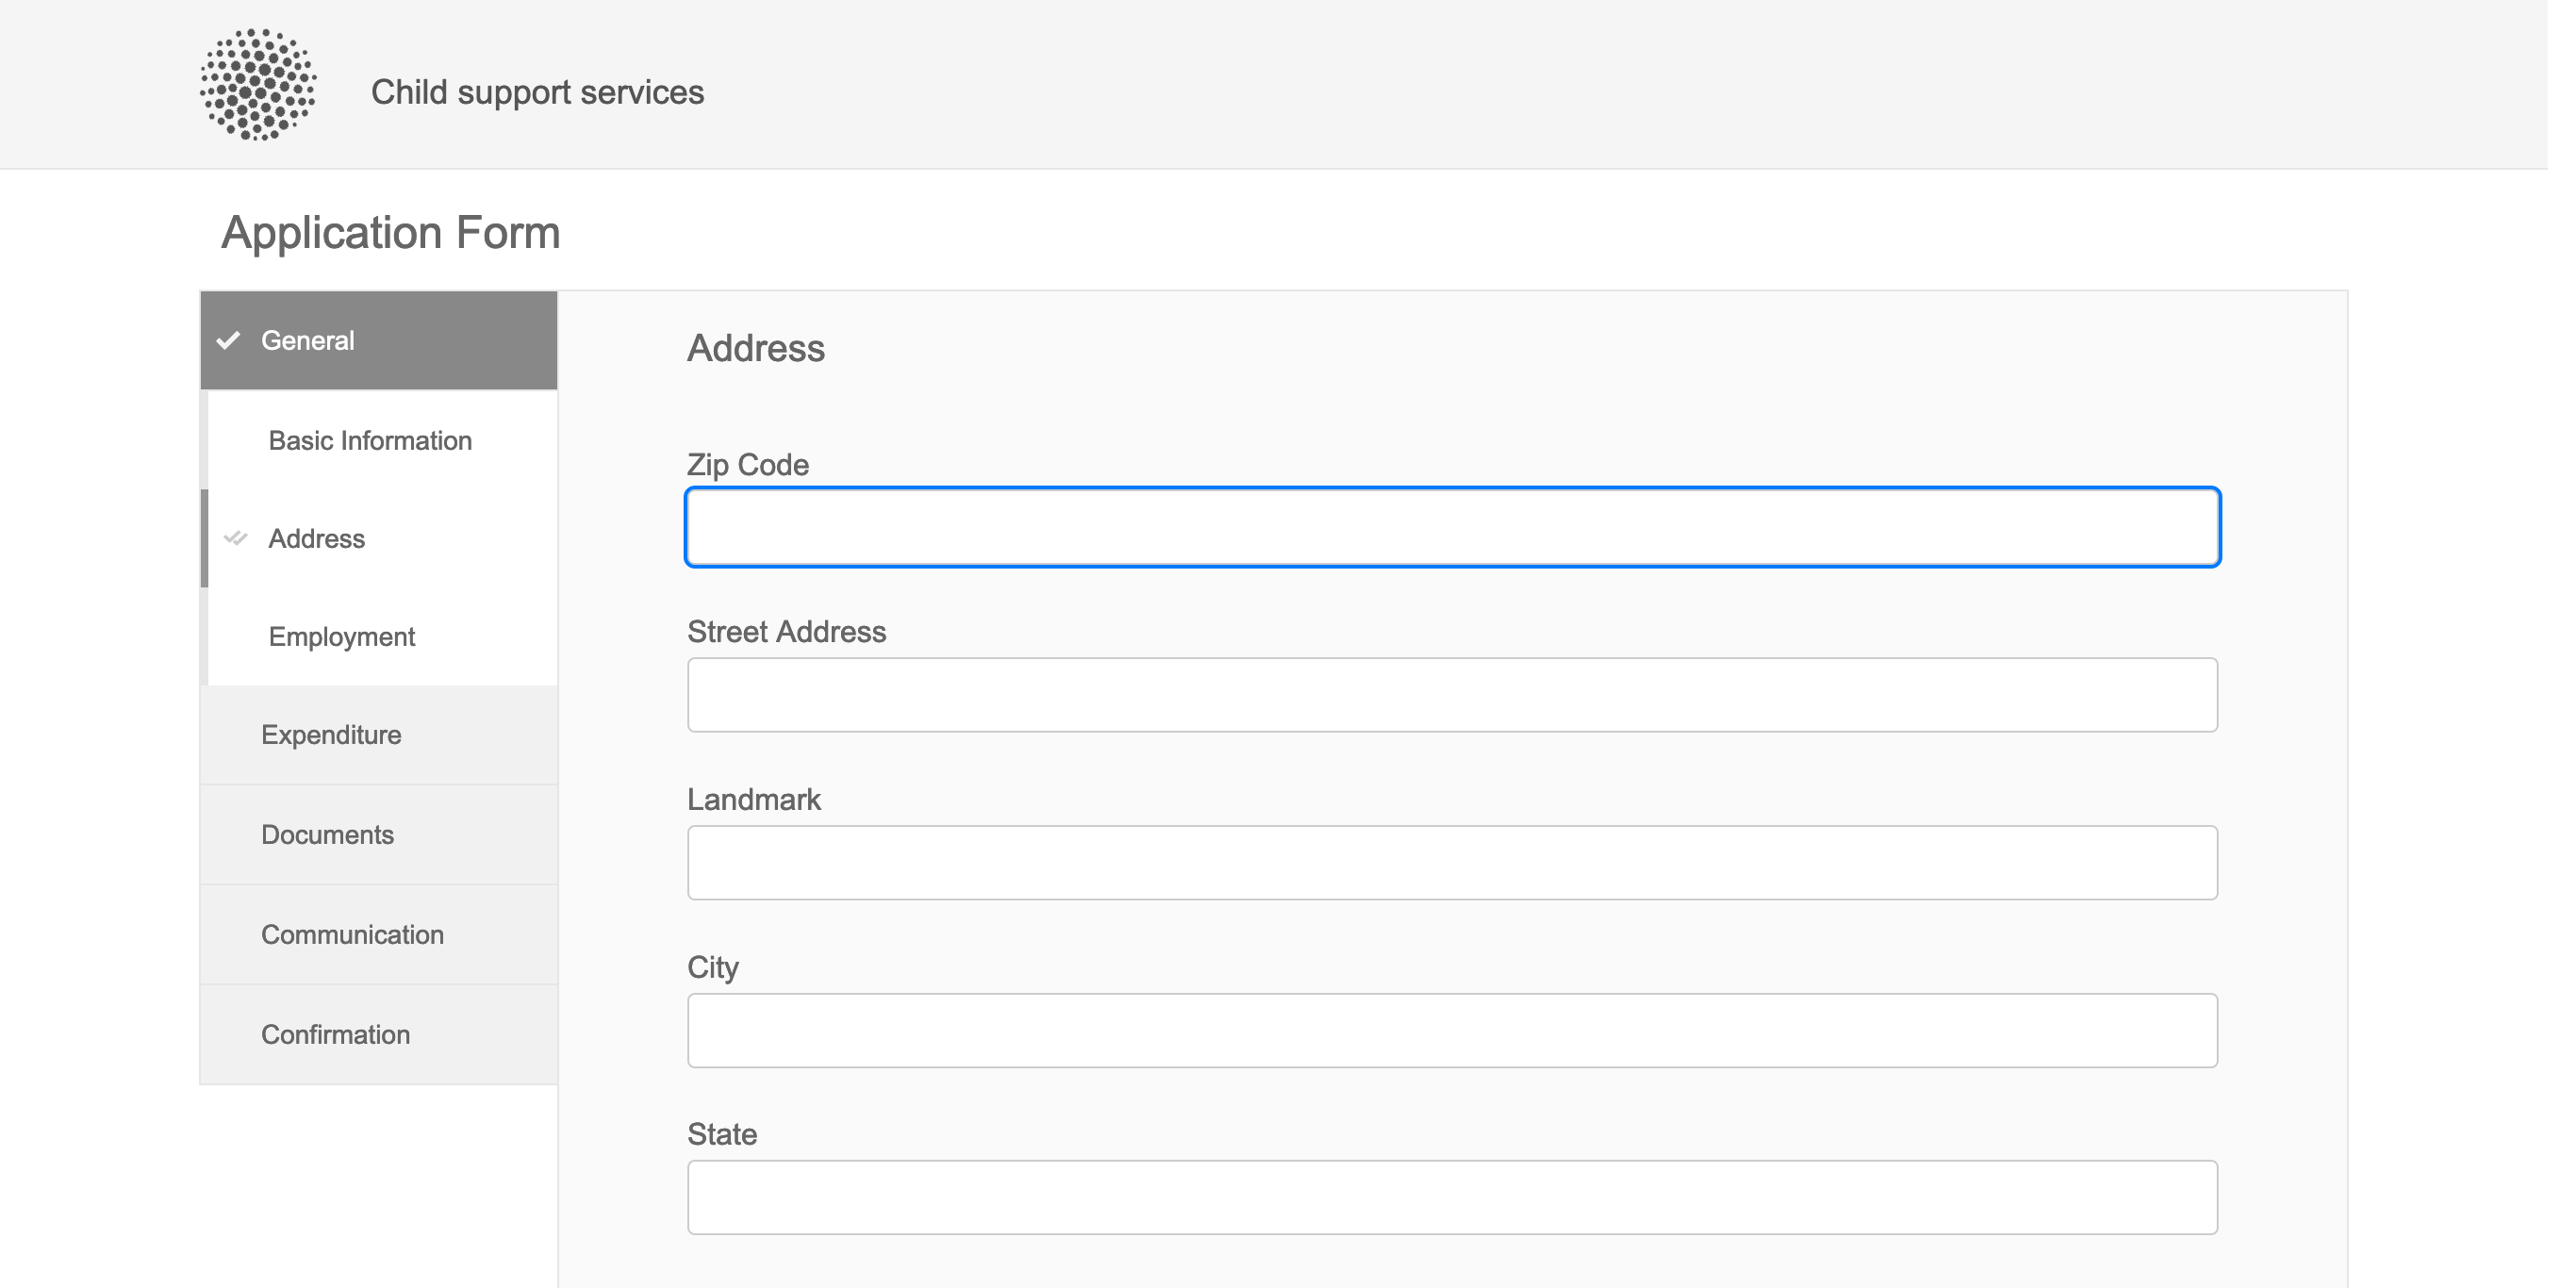 Child support services
Application Form
General
Basic Information
Address
Employment
Expenditure
Documents
Communication
Confirmation
Address
Zip Code
Street Address
Landmark
City
State